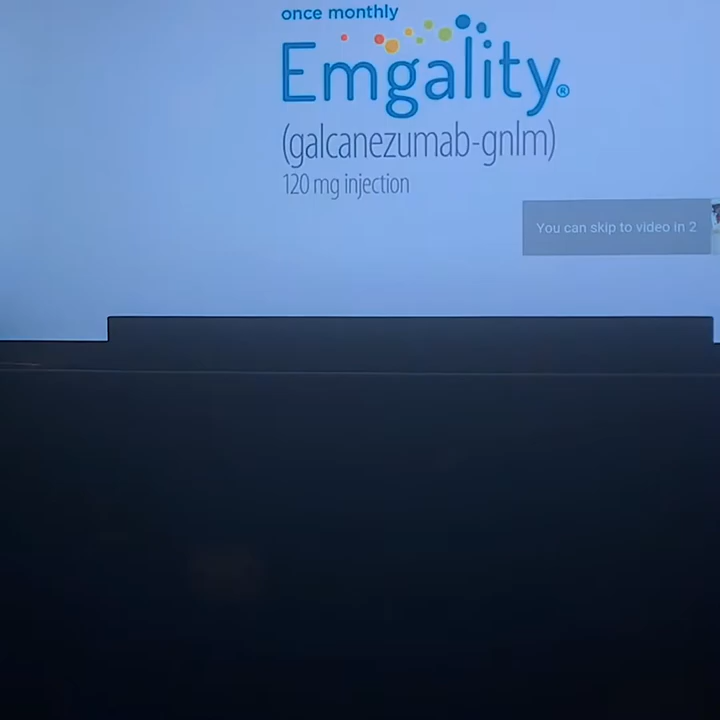 once monthly
Emgality®
(galcanezumab-gnlm)
120 mg injection
You can skip to video in 2